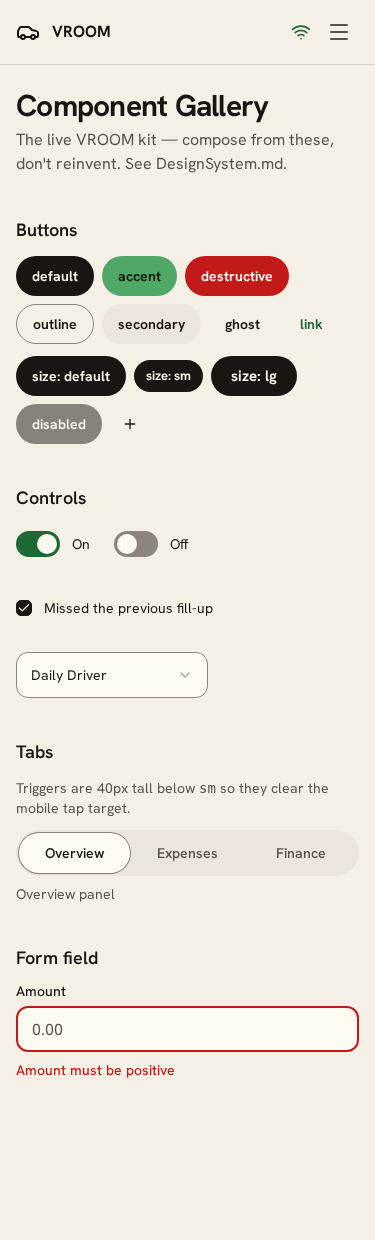 VROOM
Component Gallery
The live VROOM kit — compose from these,
don't reinvent. See DesignSystem.md.
Buttons
default accent destructive
outline secondary ghost link
size: default size: sm size: lg
disabled +
Controls
On Off
Missed the previous fill-up
Daily Driver
Tabs
Triggers are 40px tall below sm so they clear the
mobile tap target.
Overview Expenses Finance
Overview panel
Form field
Amount
0.00
Amount must be positive